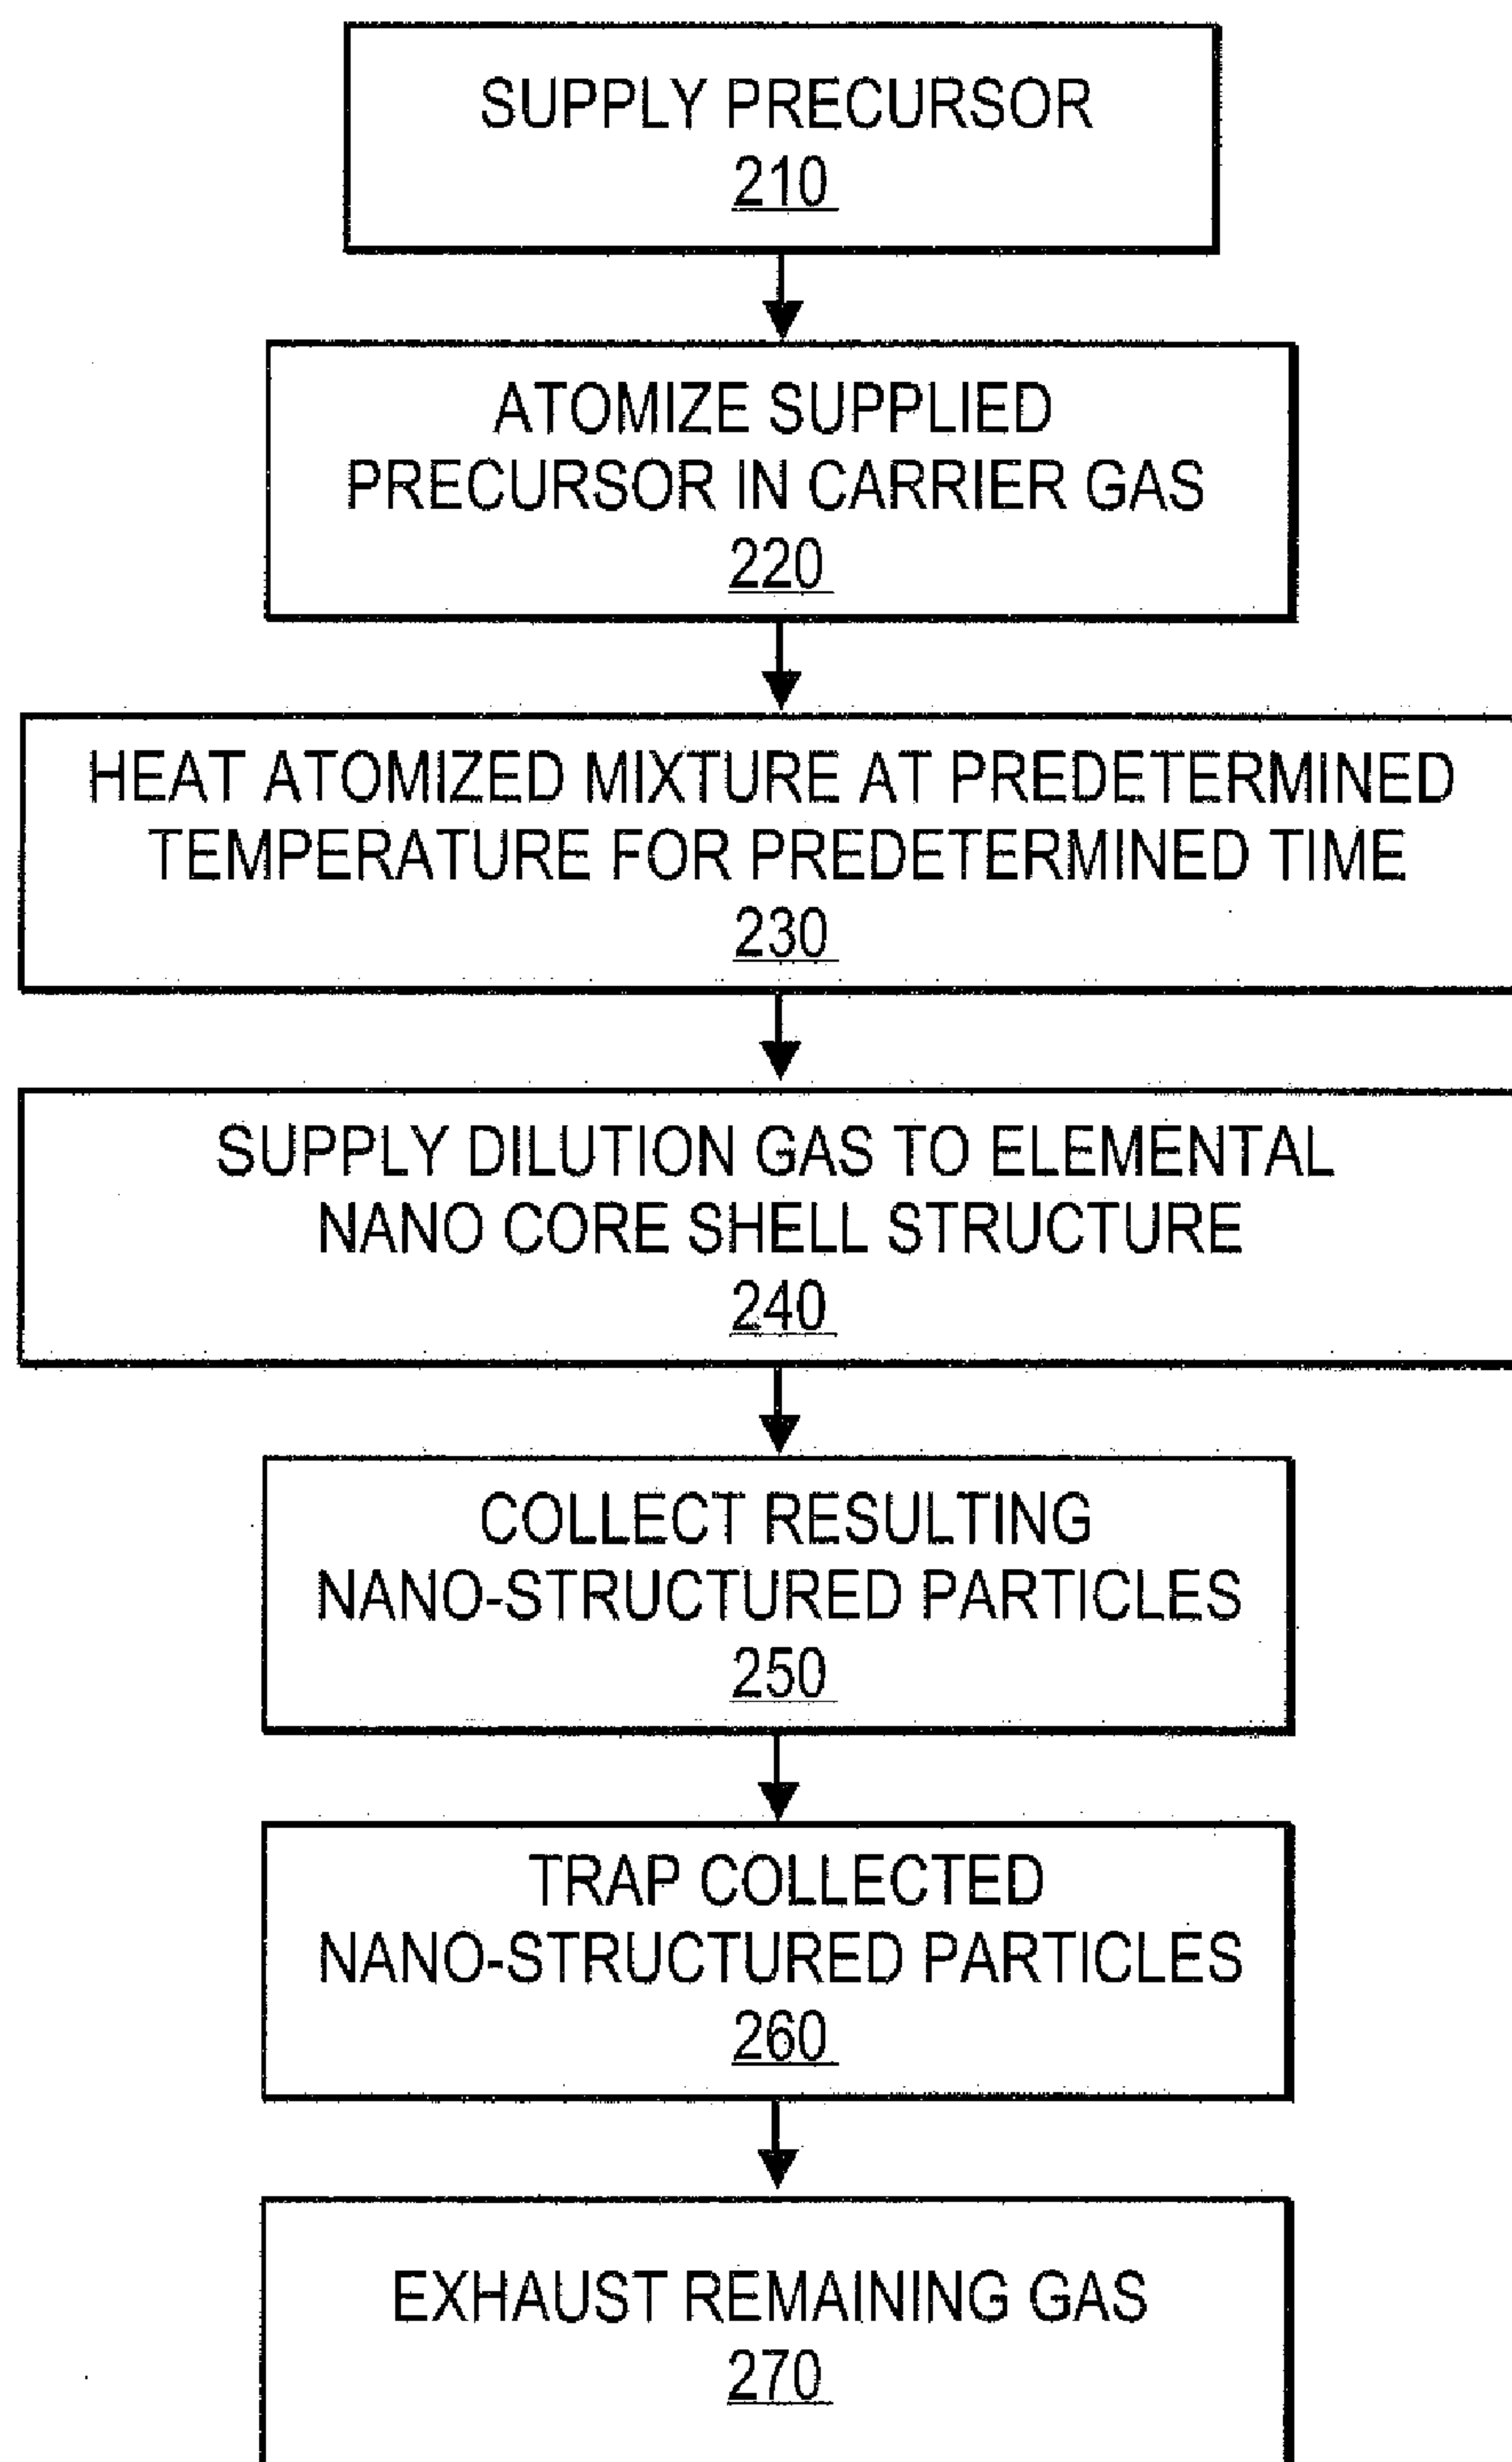 SUPPLY PRECURSOR
210
ATOMIZE SUPPLIED
PRECURSOR IN CARRIER GAS
220
HEAT ATOMIZED MIXTURE AT PREDETERMINED
TEMPERATURE FOR PREDETERMINED TIME
230
SUPPLY DILUTION GAS TO ELEMENTAL
NANO CORE SHELL STRUCTURE
240
COLLECT RESULTING
NANO-STRUCTURED PARTICLES
250
TRAP COLLECTED
NANO-STRUCTURED PARTICLES
260
EXHAUST REMAINING GAS
270